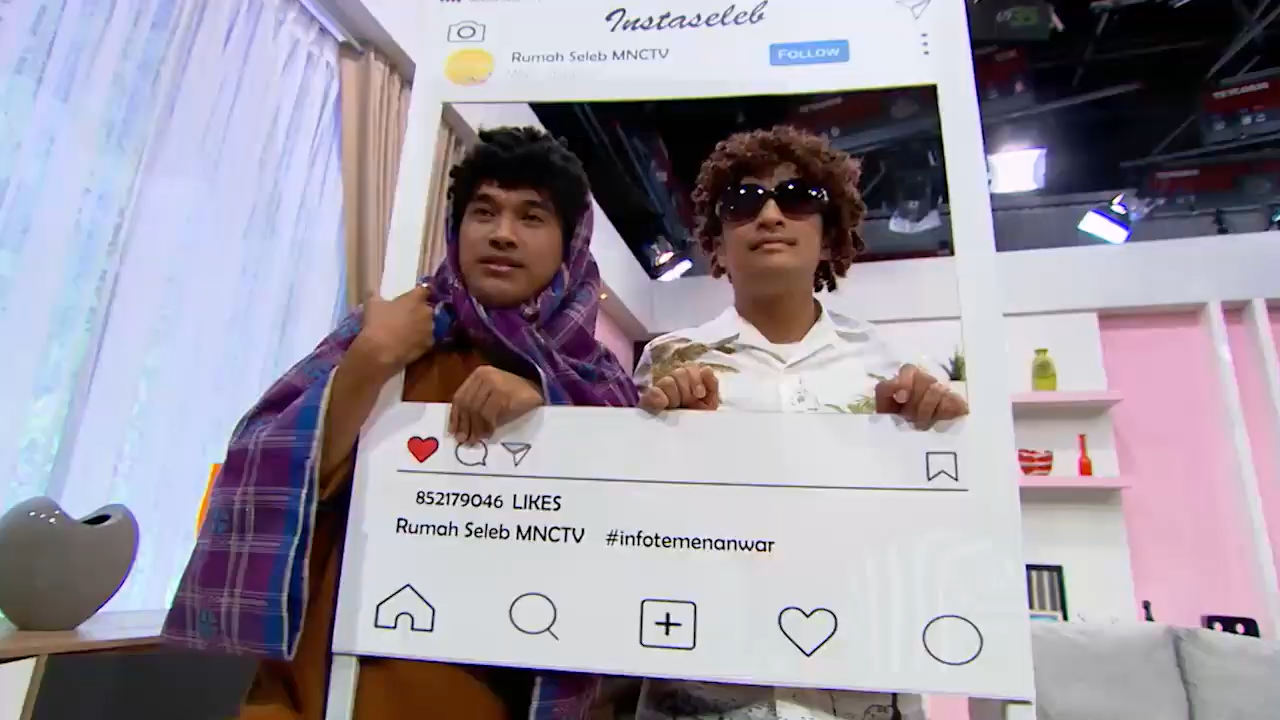 Instaseleb
Rumah Seleb MNCTV
FOLLOW
852179046 LIKES
Rumah Seleb MNCTV #infotemenanwar